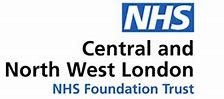 NHS
Central and
North West London
NHS Foundation Trust